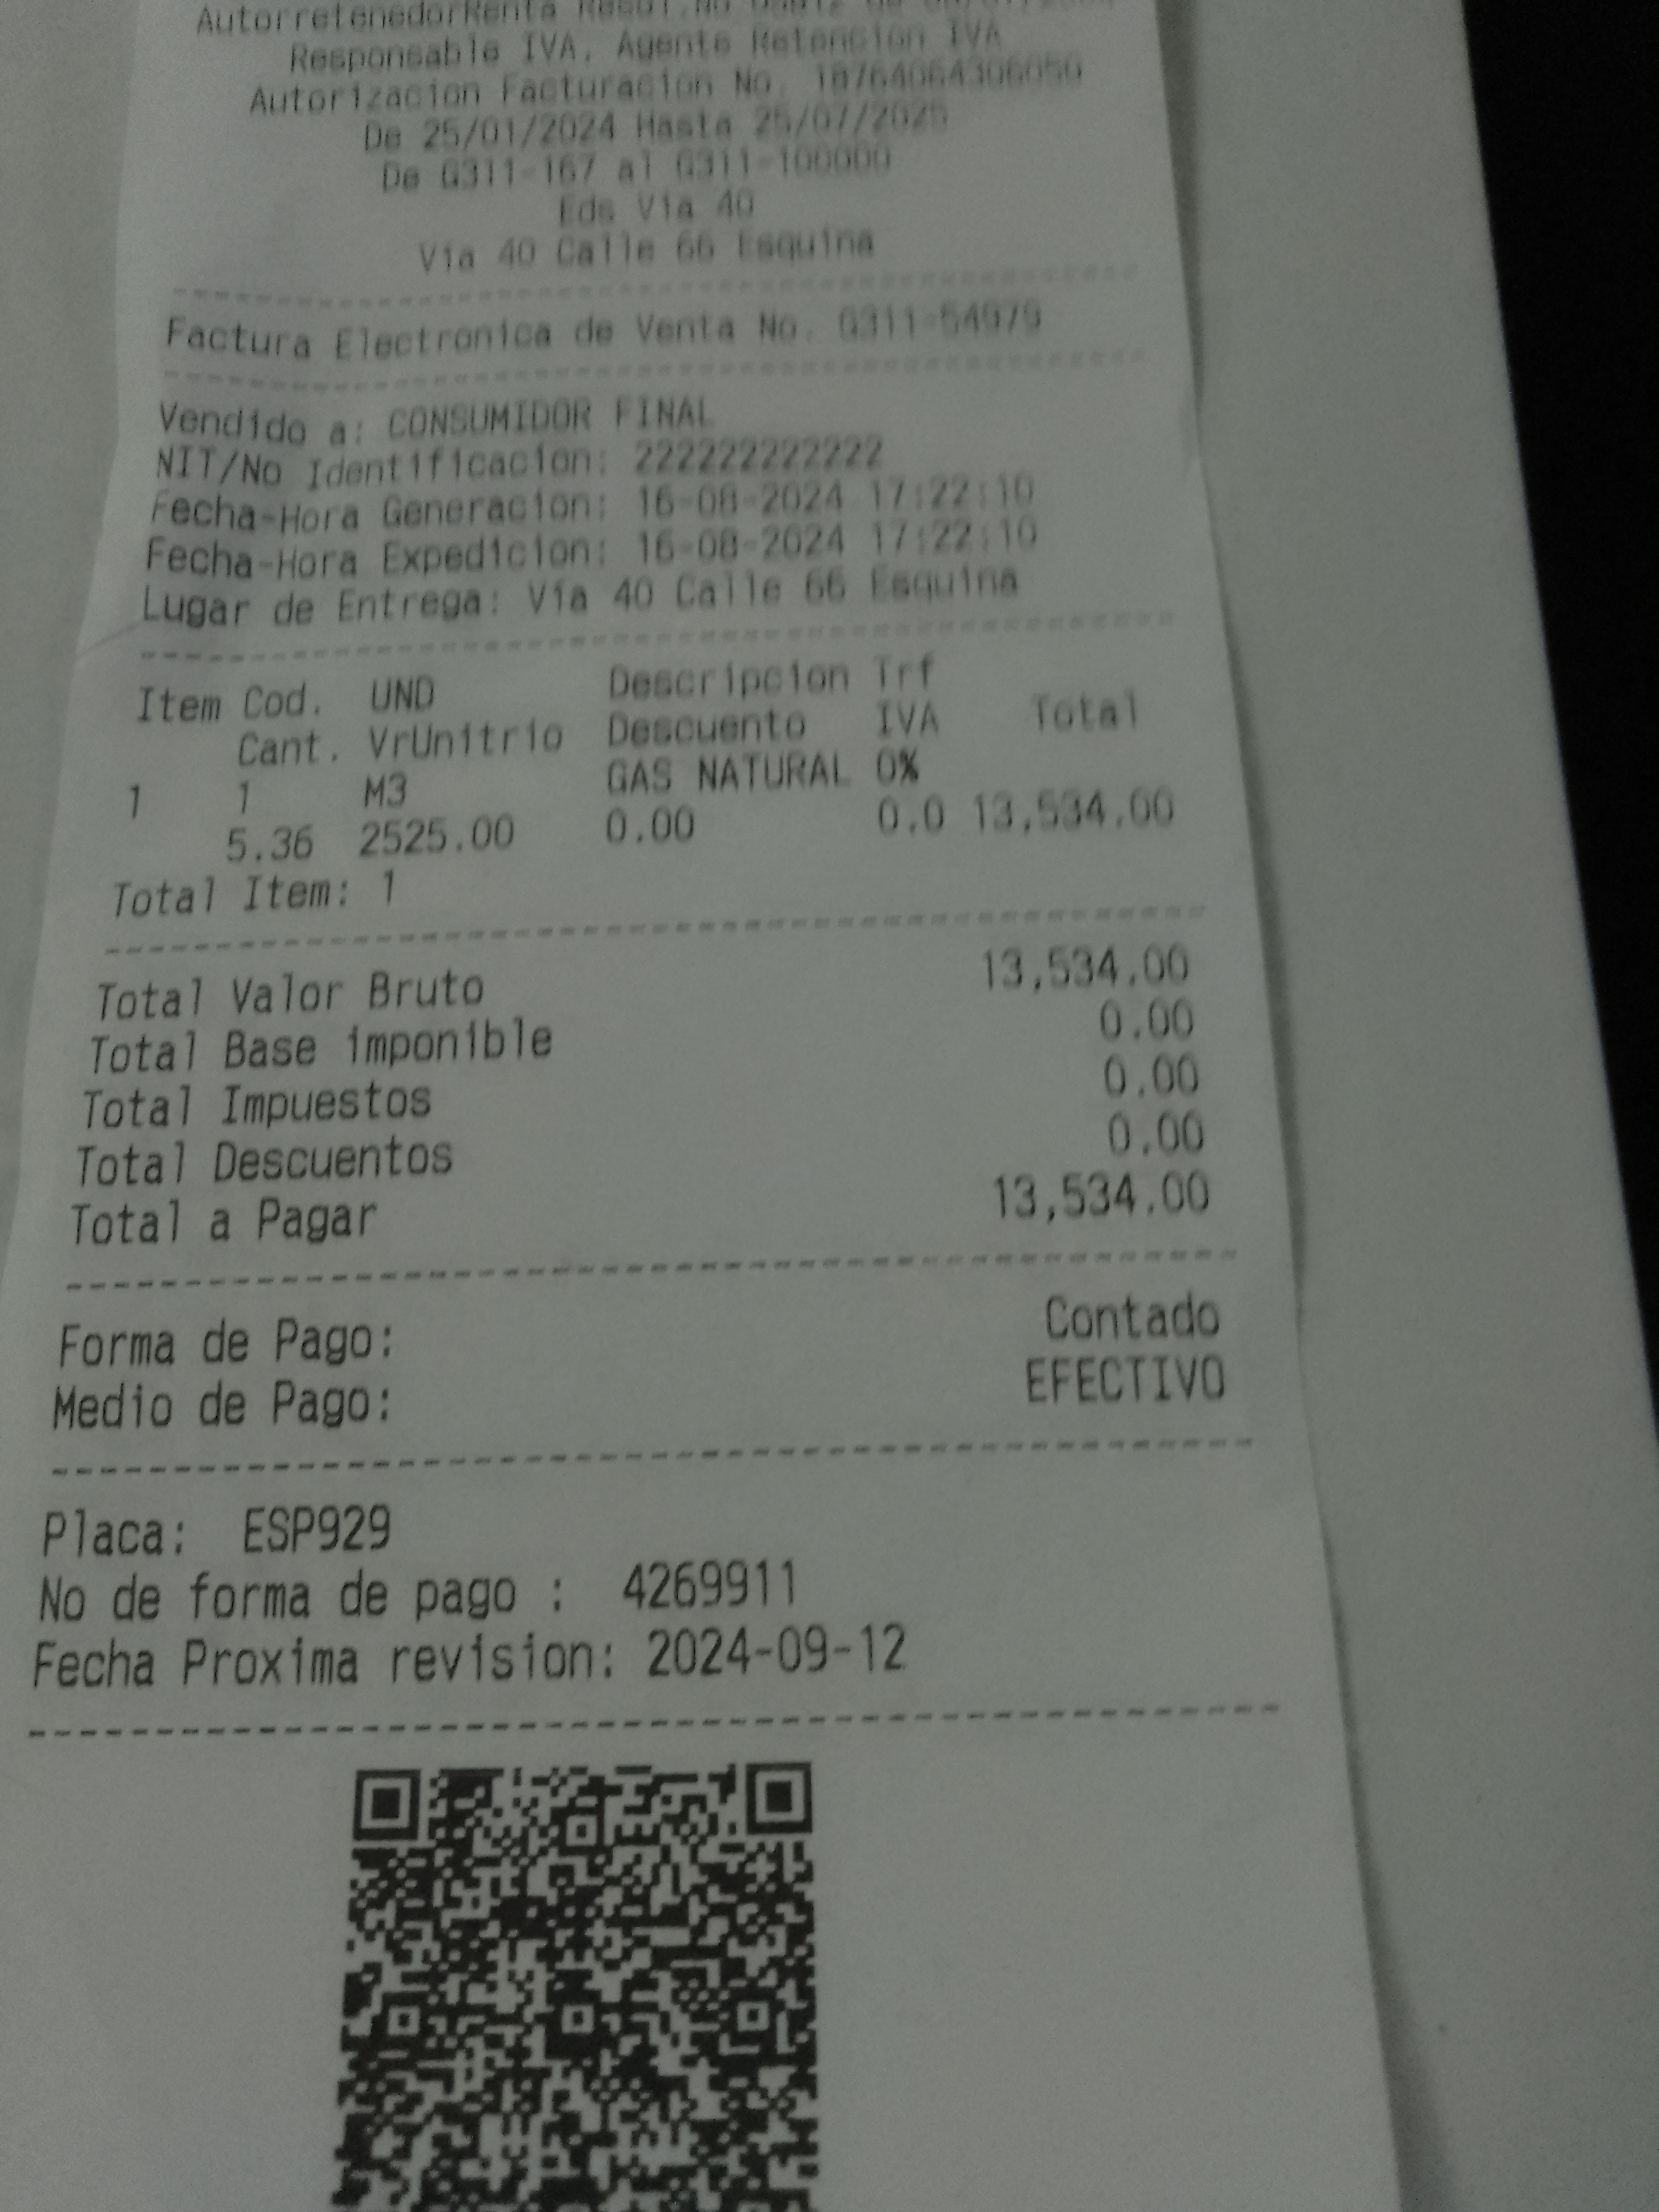 AutorretenedorRenta Resol.No
Responsable IVA. Agente Retencion IVA
Autorizacion Facturacion No. 18764064306050
De 25/01/2024 Hasta 25/07/2025
De G311-167 al G311-100000
Eds Via 40
Via 40 Calle 66 Esquina
Factura Electronica de Venta No. G311-54979
Vendido a: CONSUMIDOR FINAL
NIT/No Identificacion: 222222222222
Fecha-Hora Generacion: 16-08-2024 17:22:10
Fecha-Hora Expedicion: 16-08-2024 17:22:10
Lugar de Entrega: Via 40 Calle 66 Esquina
Item Cod. UND Descripcion Trf
Cant. VrUnitrio Descuento IVA Total
1 1 M3 GAS NATURAL 0%
5.36 2525.00 0.00 0.0 13,534.00
Total Item: 1
Total Valor Bruto 13,534.00
Total Base imponible 0.00
Total Impuestos 0.00
Total Descuentos 0.00
Total a Pagar 13,534.00
Forma de Pago: Contado
Medio de Pago: EFECTIVO
Placa: ESP929
No de forma de pago : 4269911
Fecha Proxima revision: 2024-09-12